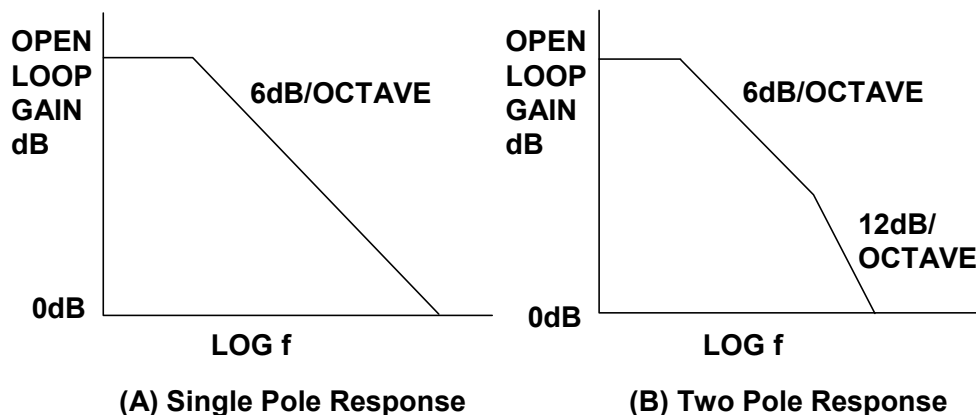 OPEN
LOOP
GAIN
dB
6dB/OCTAVE
0dB
LOG f
(A) Single Pole Response
OPEN
LOOP
GAIN
dB
6dB/OCTAVE
12dB/
OCTAVE
0dB
LOG f
(B) Two Pole Response